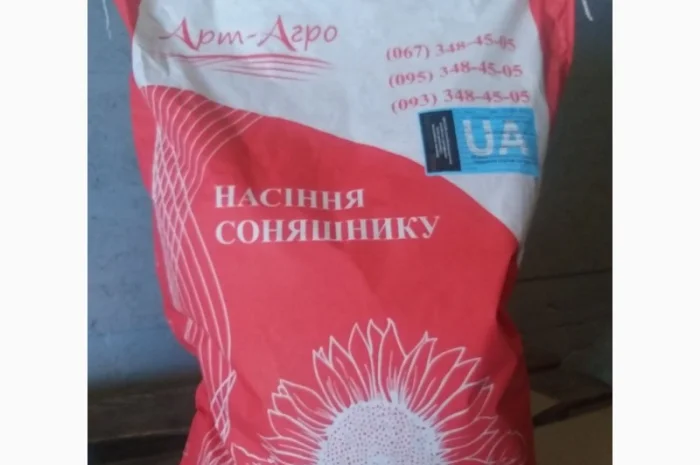 Арт-Агро
(067) 348-45-05
(095) 348-45-05
(093) 348-45-05
UA
НАСІННЯ
СОНЯШНИКУ